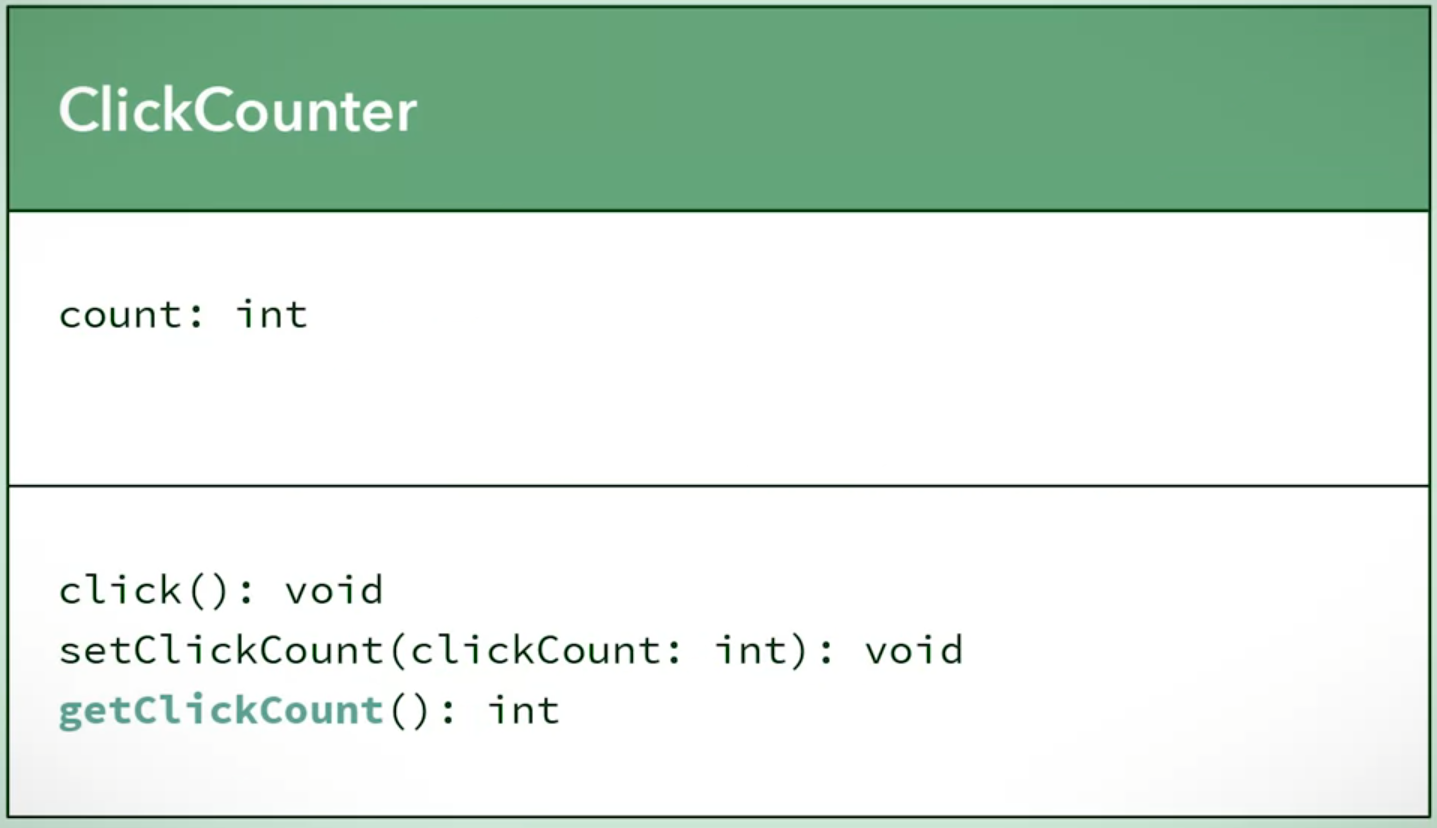 ClickCounter
count: int
click(): void
setClickCount(clickCount: int): void
getClickCount(): int